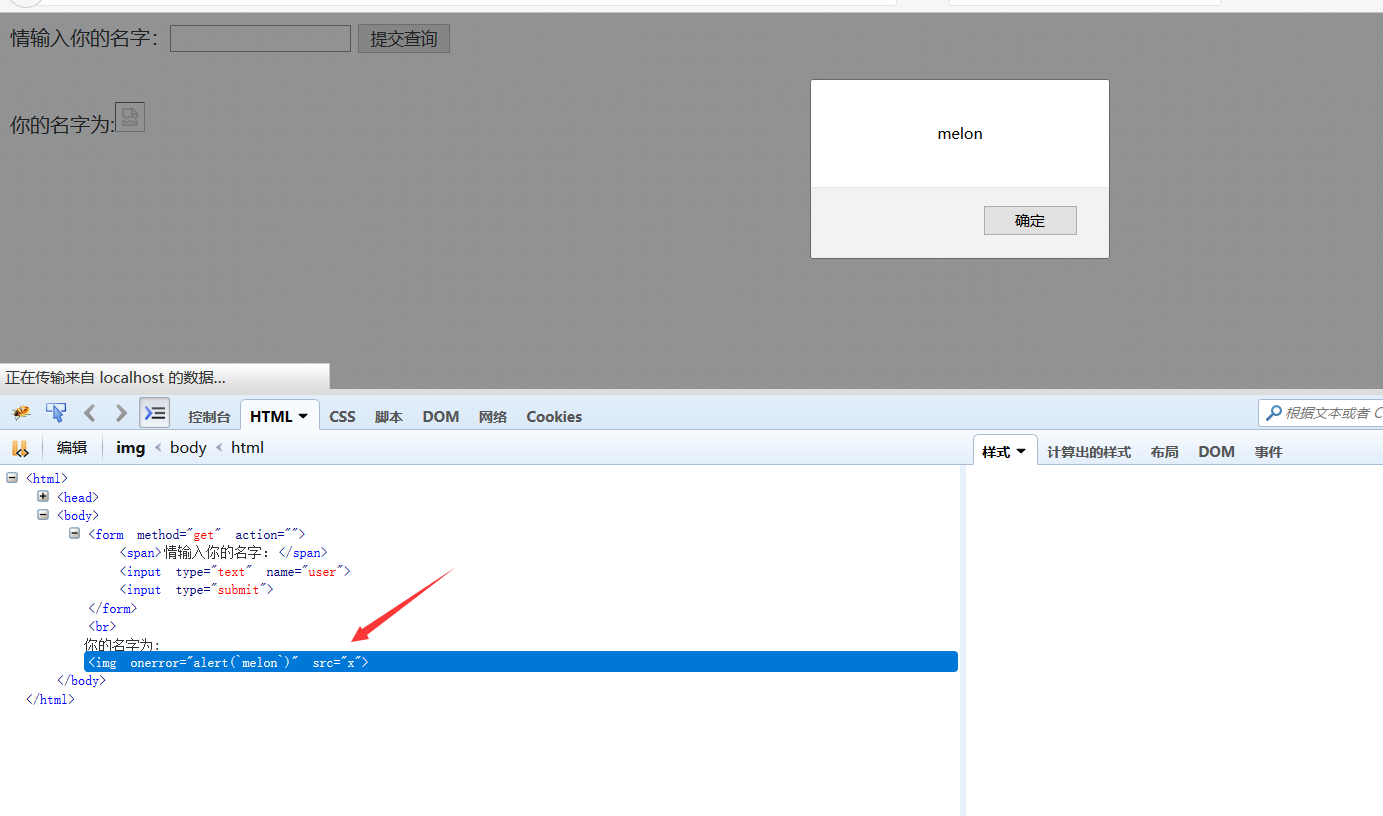 情输入你的名字： 提交查询
你的名字为:
melon
确定
正在传输来自 localhost 的数据...
控制台 HTML CSS 脚本 DOM 网络 Cookies
根据文本或者 C
编辑 img < body < html
样式 计算出的样式 布局 DOM 事件
<html>
<head>
<body>
<form method="get" action="">
<span>情输入你的名字：</span>
<input type="text" name="user">
<input type="submit">
</form>
<br>
你的名字为:
<img onerror="alert(`melon`)" src="x">
</body>
</html>